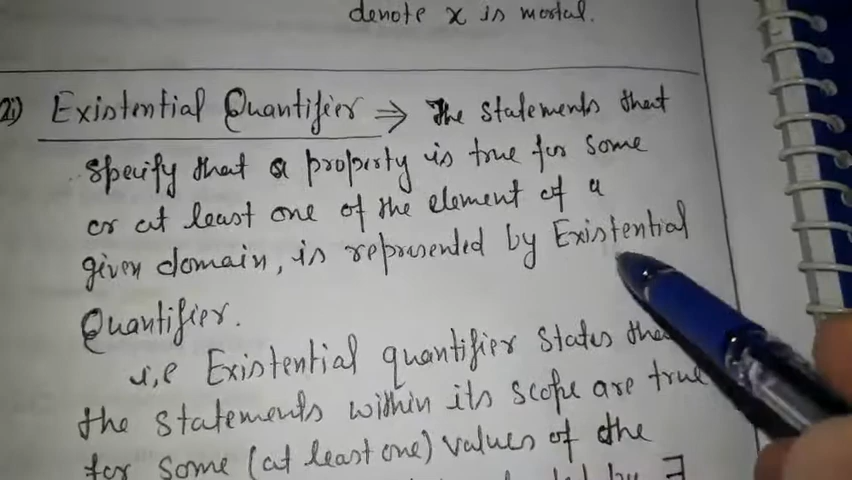 denote x is mortal.
2i) Existential Quantifier ⇒ The statements that
specify that a property is true for some
or at least one of the element of a
given domain, is represented by Existential
Quantifier.
i,e Existential quantifier states that
the statements within its scope are true
for some (at least one) values of the
by ∃